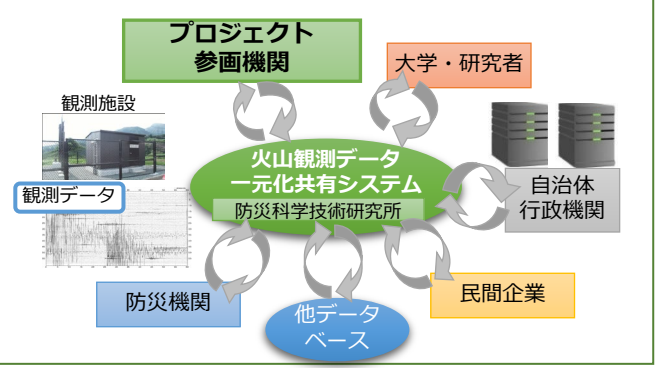 プロジェクト
参画機関
大学・研究者
観測施設
火山観測データ
一元化共有システム
防災科学技術研究所
観測データ
自治体
行政機関
防災機関
他データ
ベース
民間企業